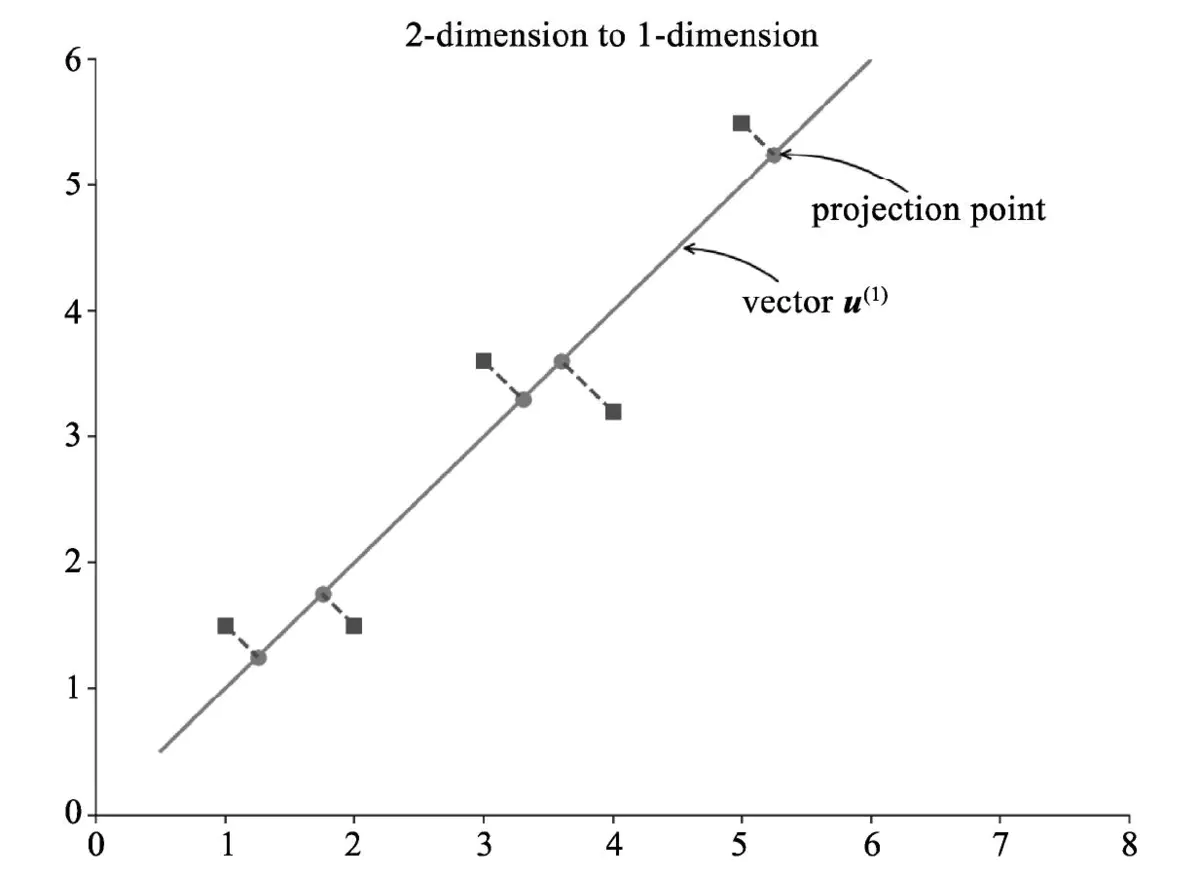 2-dimension to 1-dimension
6
5
projection point
vector u(1)
4
3
2
1
0
0 1 2 3 4 5 6 7 8